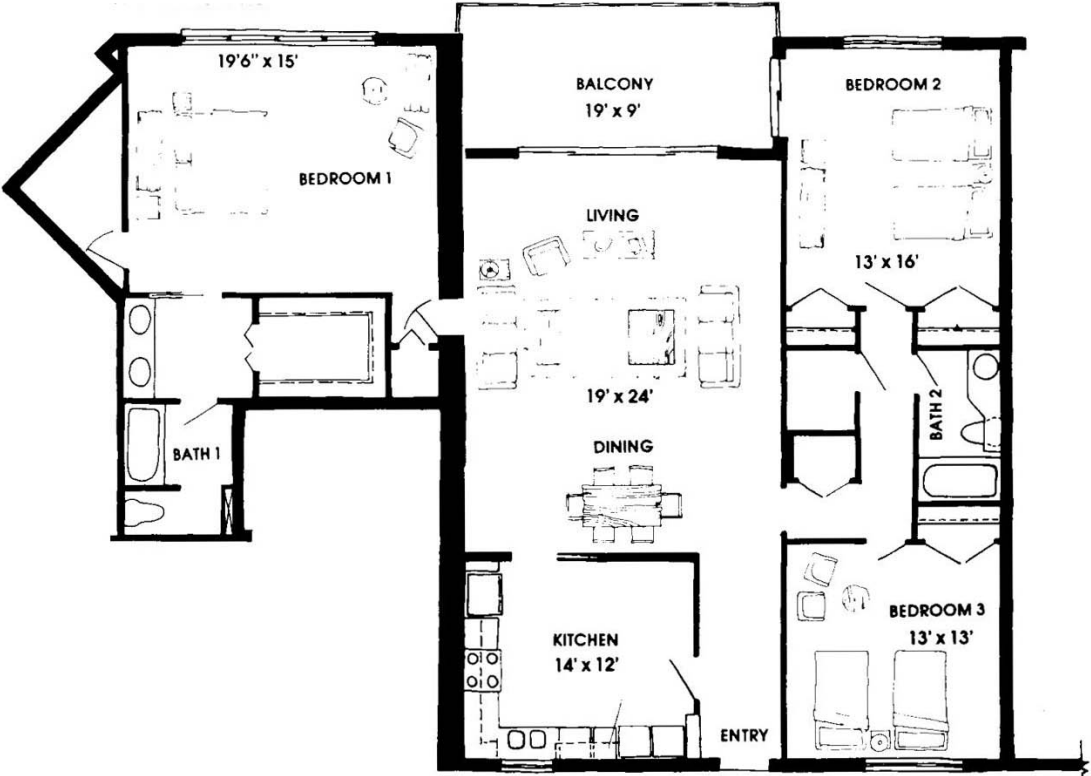 19'6" x 15'
BEDROOM 1
BALCONY
19' x 9'
BEDROOM 2
13' x 16'
LIVING
19' x 24'
DINING
BATH 1
BATH 2
KITCHEN
14' x 12'
ENTRY
BEDROOM 3
13' x 13'